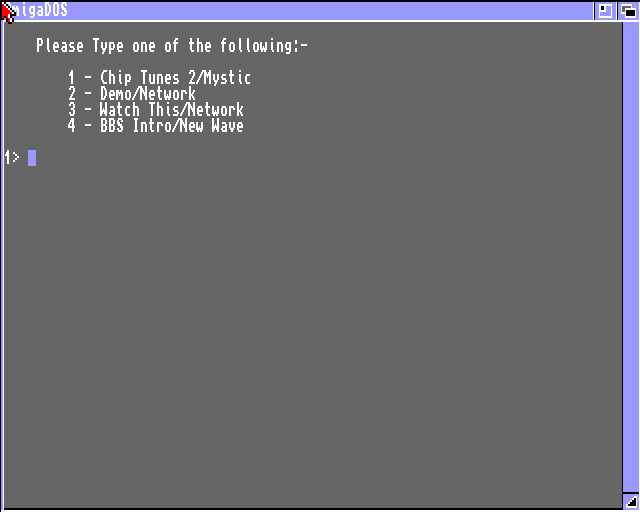 migaDOS
Please Type one of the following:-
1 - Chip Tunes 2/Mystic
2 - Demo/Network
3 - Watch This/Network
4 - BBS Intro/New Wave
1>